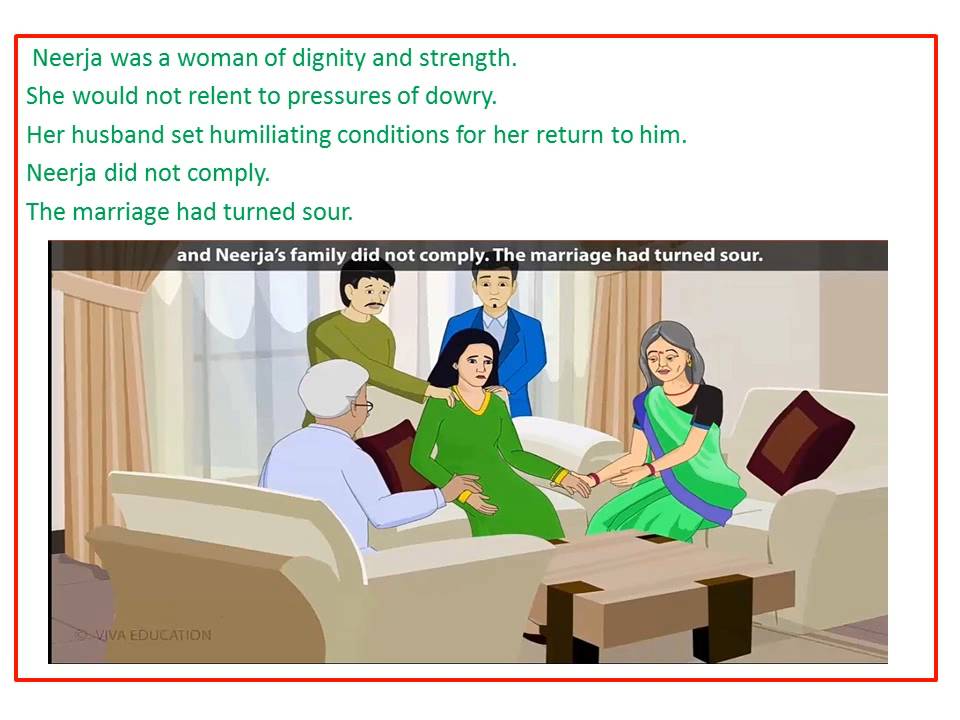 Neerja was a woman of dignity and strength.
She would not relent to pressures of dowry.
Her husband set humiliating conditions for her return to him.
Neerja did not comply.
The marriage had turned sour.
and Neerja’s family did not comply. The marriage had turned sour.
© VIVA EDUCATION